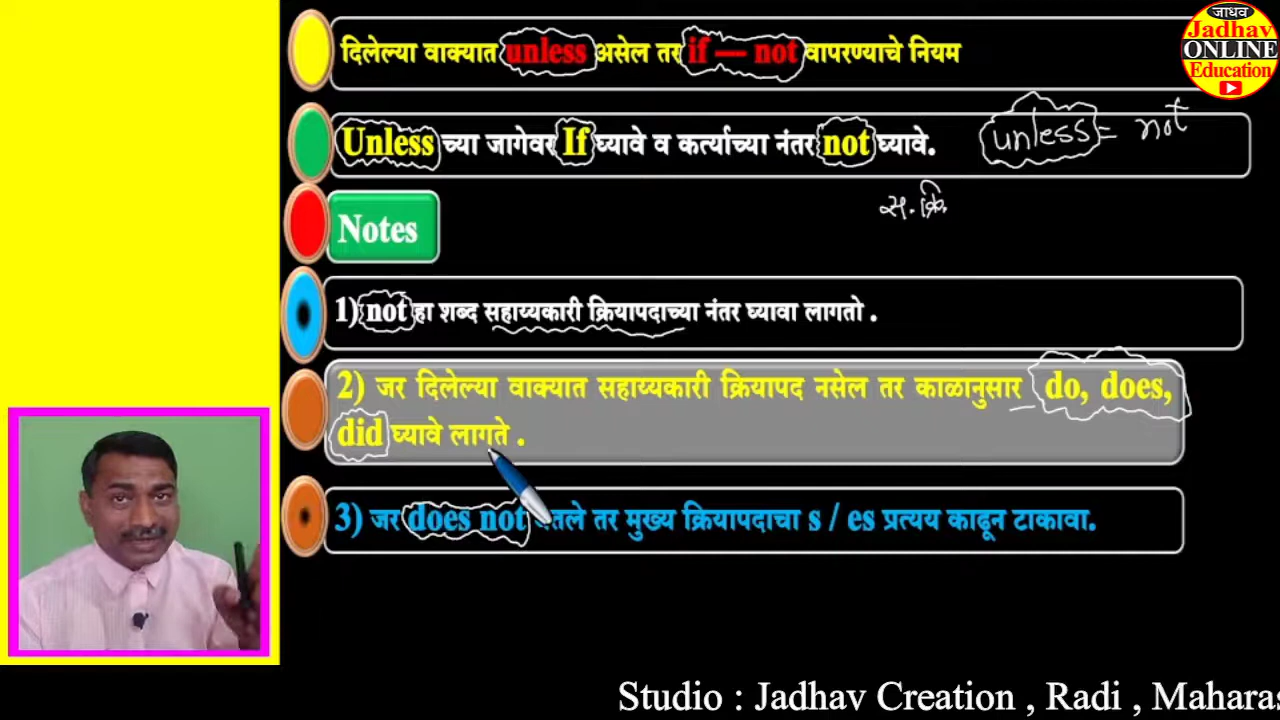 दिलेल्या वाक्यात unless असेल तर if — not वापरण्याचे नियम
जाधव
Jadhav
ONLINE
Education
Unless च्या जागेवर If घ्यावे व कर्त्याच्या नंतर not घ्यावे.
unless = not
स. क्रि.
Notes
1) not हा शब्द सहाय्यकारी क्रियापदाच्या नंतर घ्यावा लागतो .
2) जर दिलेल्या वाक्यात सहाय्यकारी क्रियापद नसेल तर काळानुसार do, does,
did घ्यावे लागते .
3) जर does not तर मुख्य क्रियापदाचा s / es प्रत्यय काढून टाकावा.
Studio : Jadhav Creation , Radi , Maharas